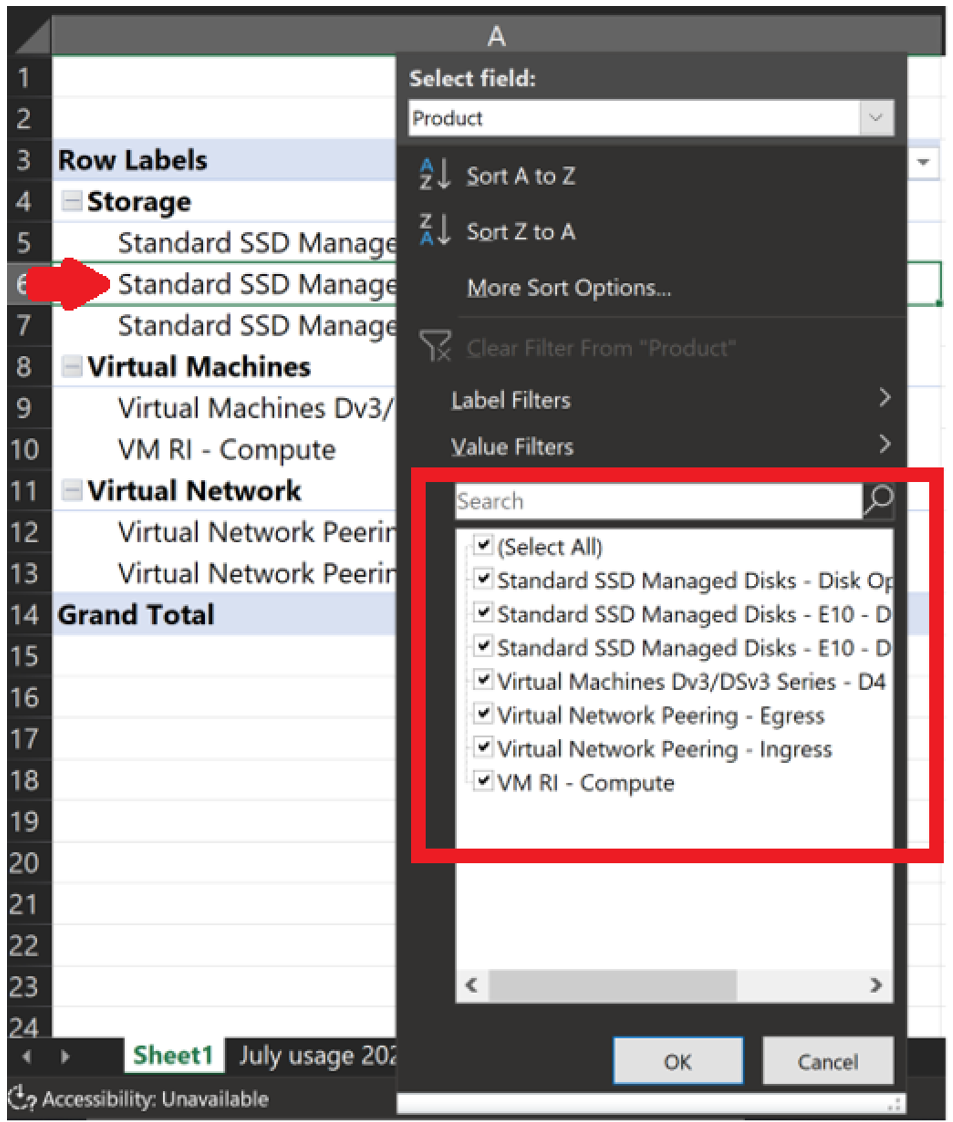 A
1
Select field:
2
Product
3 Row Labels
Sort A to Z
4 Storage
Sort Z to A
5 Standard SSD Manage
6 Standard SSD Manage
More Sort Options...
7 Standard SSD Manage
Clear Filter From "Product"
8 Virtual Machines
9 Virtual Machines Dv3/
Label Filters
10 VM RI - Compute
Value Filters
11 Virtual Network
Search
12 Virtual Network Peerin
(Select All)
13 Virtual Network Peerin
Standard SSD Managed Disks - Disk Op
14 Grand Total
Standard SSD Managed Disks - E10 - D
15
Standard SSD Managed Disks - E10 - D
16
Virtual Machines Dv3/DSv3 Series - D4
Virtual Network Peering - Egress
17
Virtual Network Peering - Ingress
18
VM RI - Compute
19
20
21
22
23
24
Sheet1 July usage 202
OK Cancel
Accessibility: Unavailable